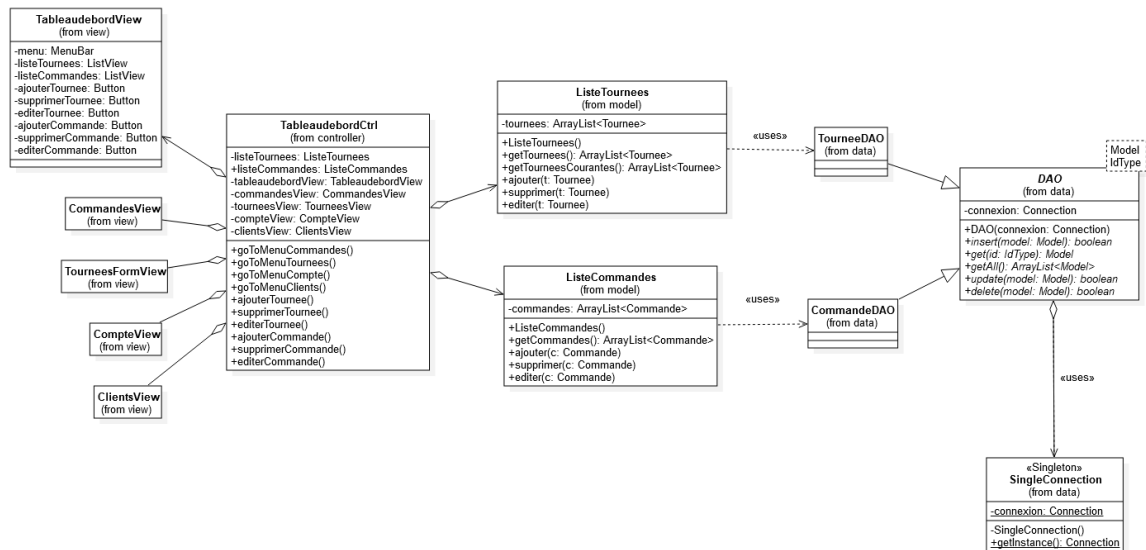 TableaudebordView
(from view)
-menu: MenuBar
-listeTournees: ListView
-listeCommandes: ListView
-ajouterTournee: Button
-supprimerTournee: Button
-editerTournee: Button
-ajouterCommande: Button
-supprimerCommande: Button
-editerCommande: Button
CommandesView
(from view)
TourneesFormView
(from view)
CompteView
(from view)
ClientsView
(from view)
TableaudebordCtrl
(from controller)
-listeTournees: ListeTournees
+listeCommandes: ListeCommandes
-tableaudebordView: TableaudebordView
-commandesView: CommandesView
-tourneesView: TourneesView
-compteView: CompteView
-clientsView: ClientsView
+goToMenuCommandes()
+goToMenuTournees()
+goToMenuCompte()
+goToMenuClients()
+ajouterTournee()
+supprimerTournee()
+editerTournee()
+ajouterCommande()
+supprimerCommande()
+editerCommande()
ListeTournees
(from model)
-tournees: ArrayList<Tournee>
+ListeTournees()
+getTournees(): ArrayList<Tournee>
+getTourneesCourantes(): ArrayList<Tournee>
+ajouter(t: Tournee)
+supprimer(t: Tournee)
+editer(t: Tournee)
ListeCommandes
(from model)
-commandes: ArrayList<Commande>
+ListeCommandes()
+getCommandes(): ArrayList<Commande>
+ajouter(c: Commande)
+supprimer(c: Commande)
+editer(c: Commande)
«uses»
«uses»
TourneeDAO
(from data)
CommandeDAO
(from data)
Model
IdType
DAO
(from data)
-connexion: Connection
+DAO(connexion: Connection)
+insert(model: Model): boolean
+get(id: IdType): Model
+getAll(): ArrayList<Model>
+update(model: Model): boolean
+delete(model: Model): boolean
«uses»
«Singleton»
SingleConnection
(from data)
-connexion: Connection
-SingleConnection()
+getInstance(): Connection